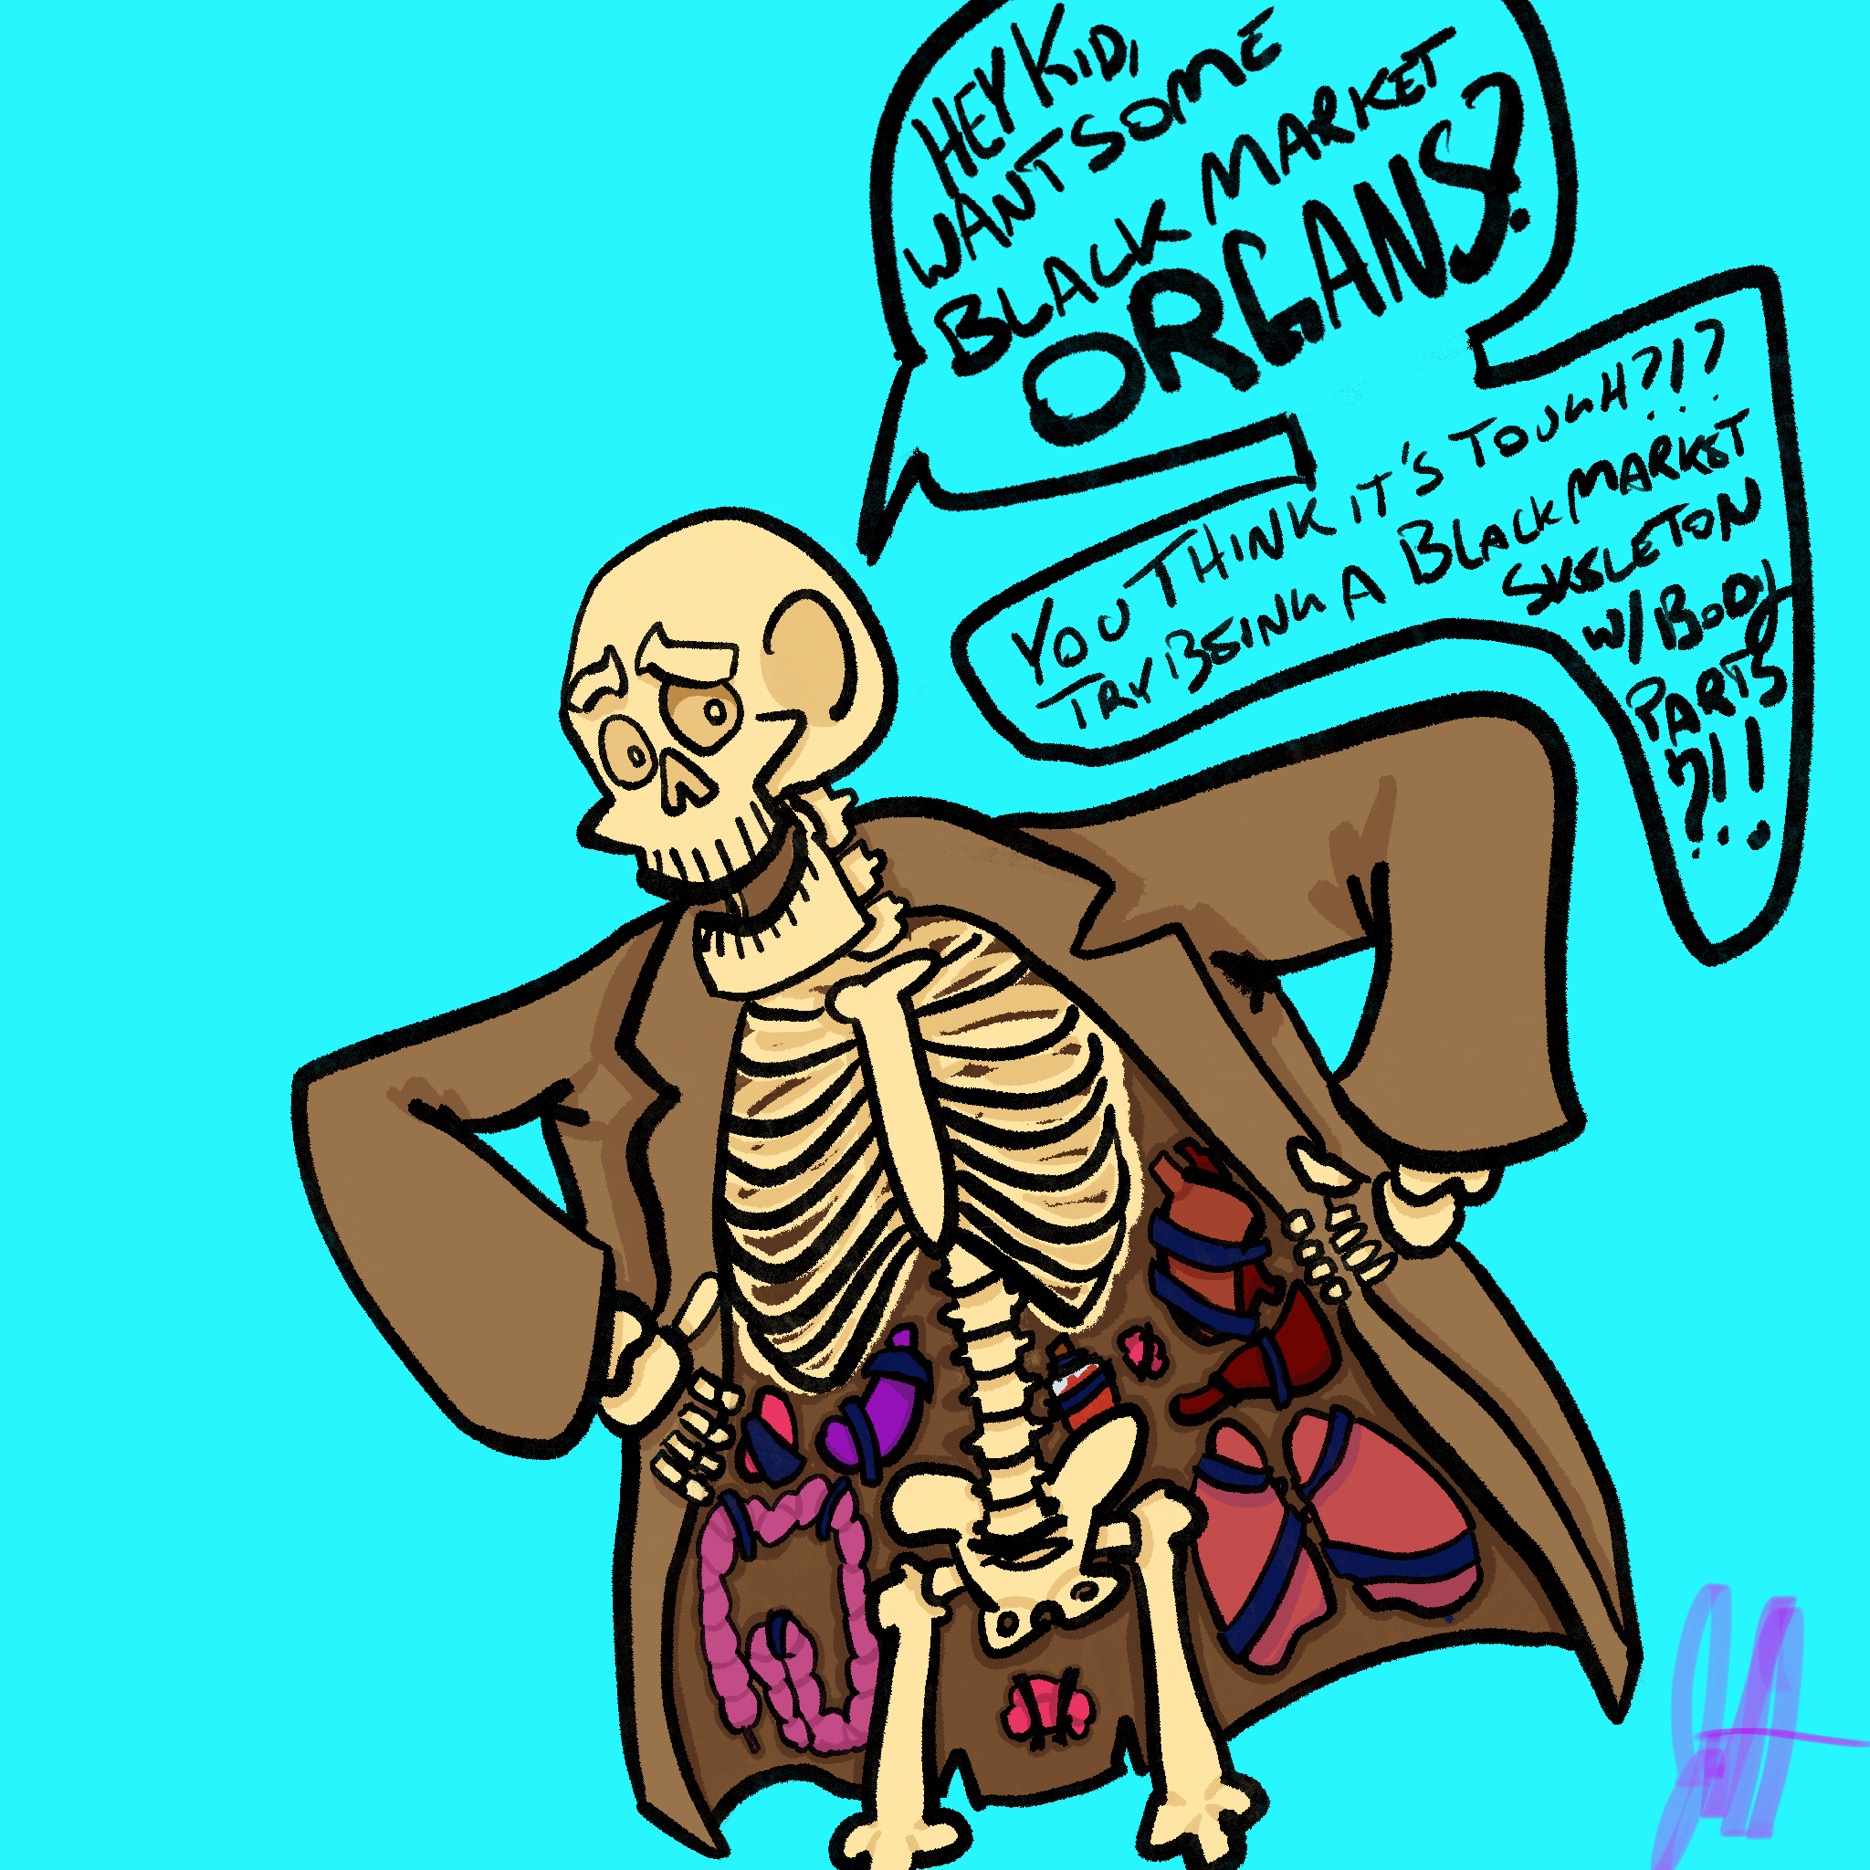 HEY KID,
WANT SOME
BLACK MARKET
ORGANS?
YOU THINK IT'S TOUGH?!?
TRY BEING A BLACK MARKET
SKELETON
W/ BODY
PARTS
?!!